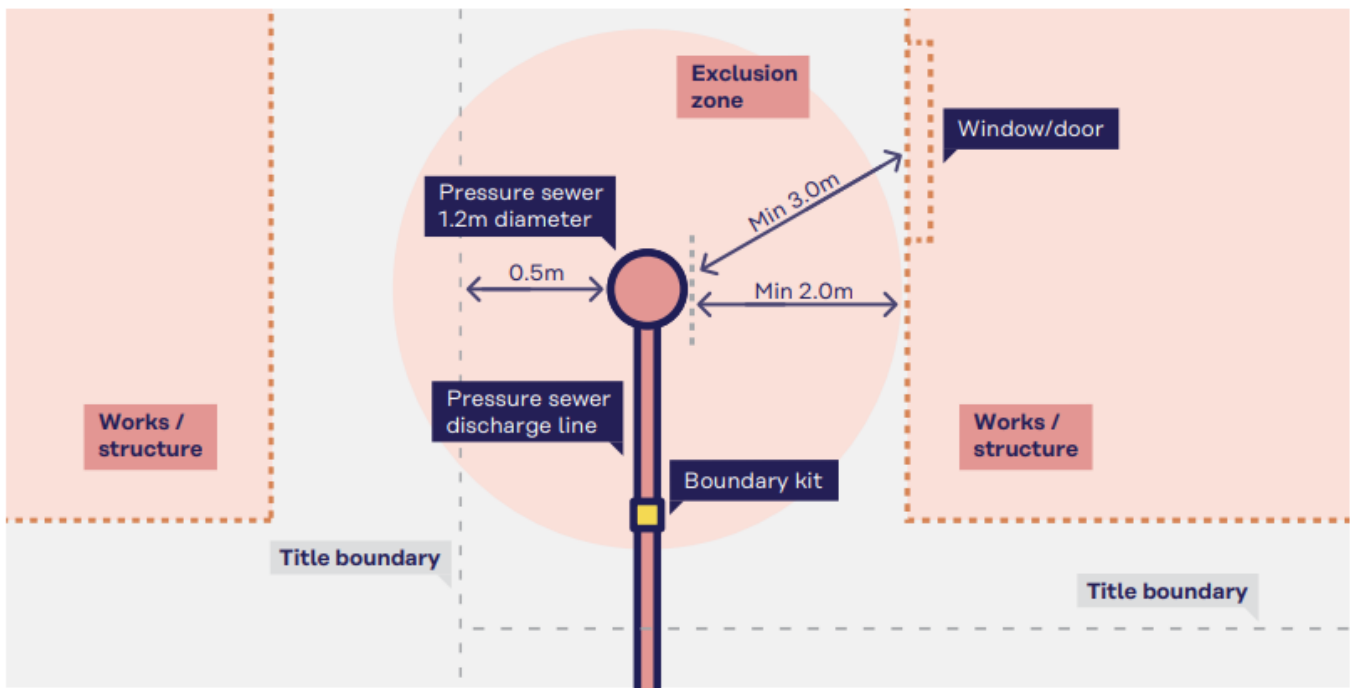 Exclusion
zone
Window/door
Min 3.0m
Pressure sewer
1.2m diameter
0.5m
Min 2.0m
Pressure sewer
discharge line
Works /
structure
Works /
structure
Boundary kit
Title boundary
Title boundary